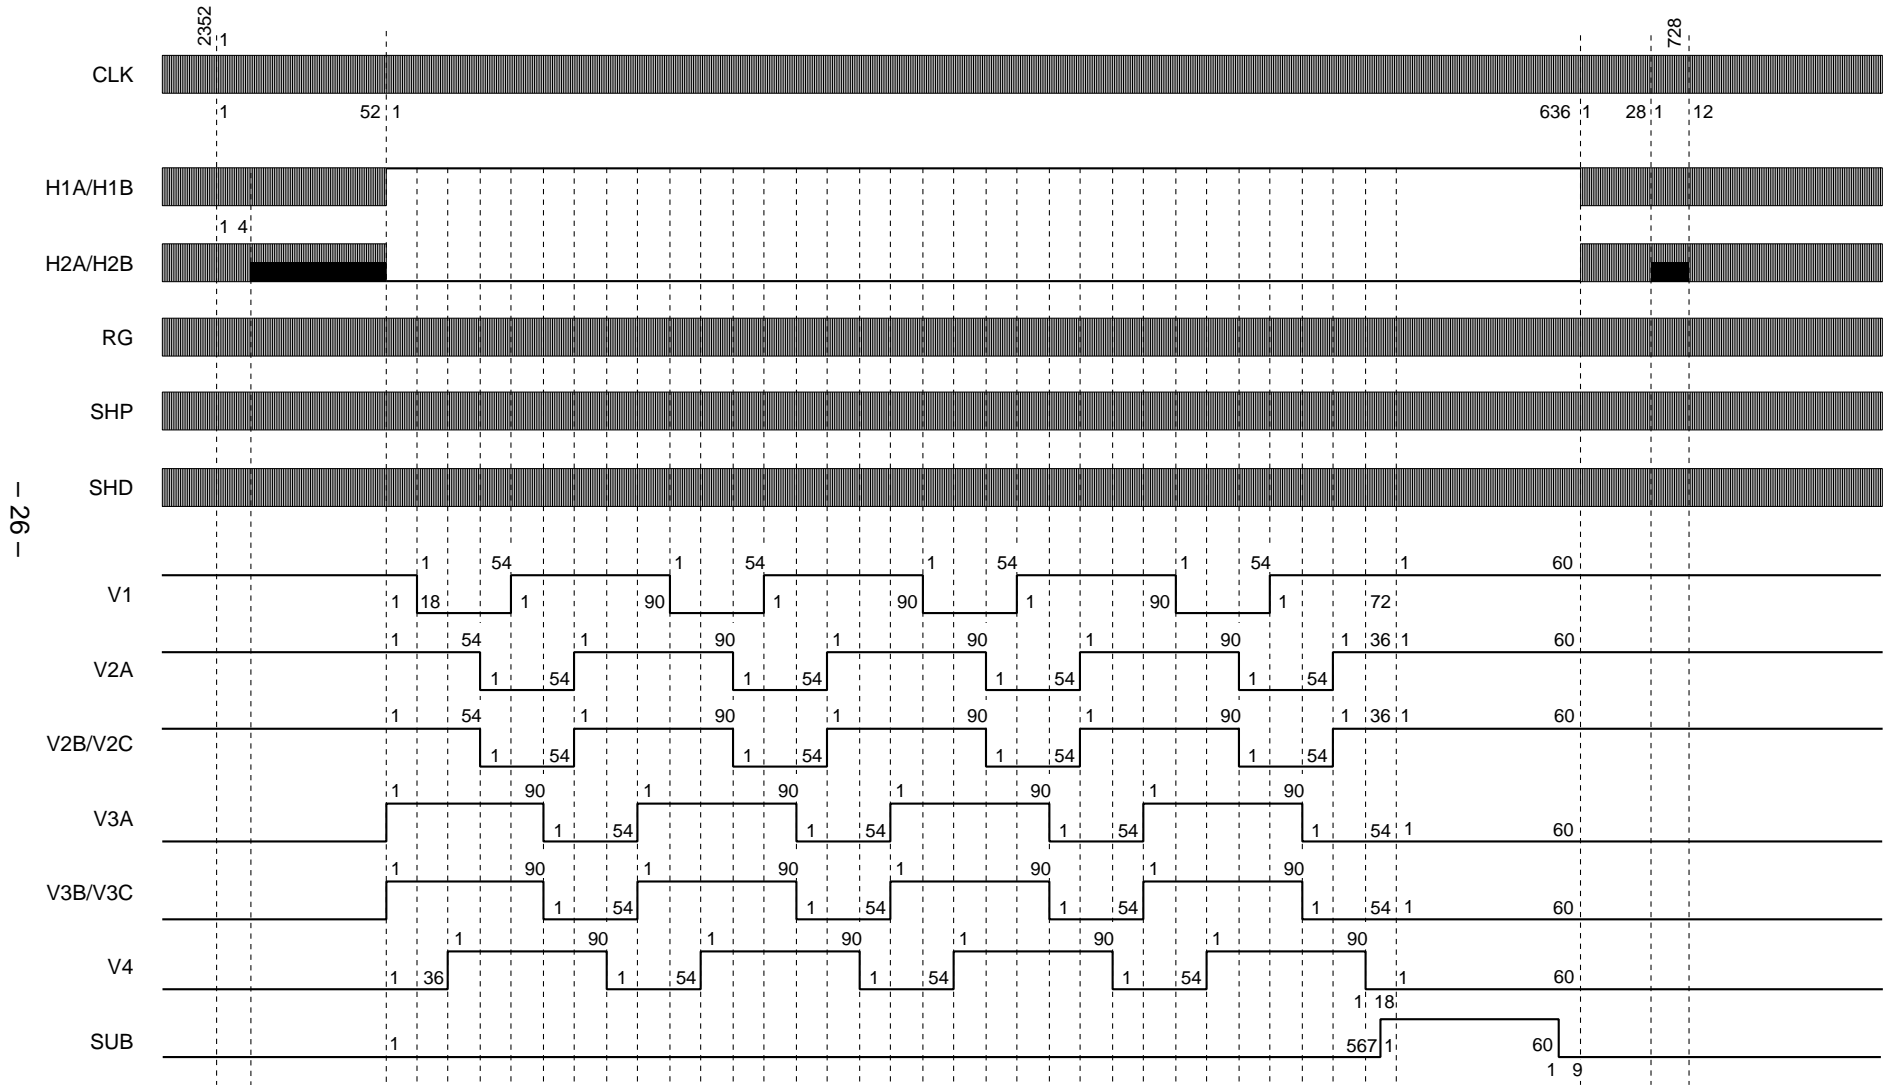 2352
1
728
CLK
1 52 1 636 1 28 1 12
H1A/H1B
1 4
H2A/H2B
RG
SHP
SHD
– 26 –
1 54 1 54 1 54 1 54 1 60
V1
1 18 1 90 1 90 1 90 1 72
1 54 1 90 1 90 1 90 1 36 1 60
V2A
1 54 1 54 1 54 1 54
1 54 1 90 1 90 1 90 1 36 1 60
V2B/V2C
1 54 1 54 1 54 1 54
1 90 1 90 1 90 1 90
V3A
1 54 1 54 1 54 1 54 1 60
1 90 1 90 1 90 1 90
V3B/V3C
1 54 1 54 1 54 1 54 1 60
1 90 1 90 1 90 1 90
V4
1 36 1 54 1 54 1 54 1 60
1 18
SUB
1 567 1 60
1 9